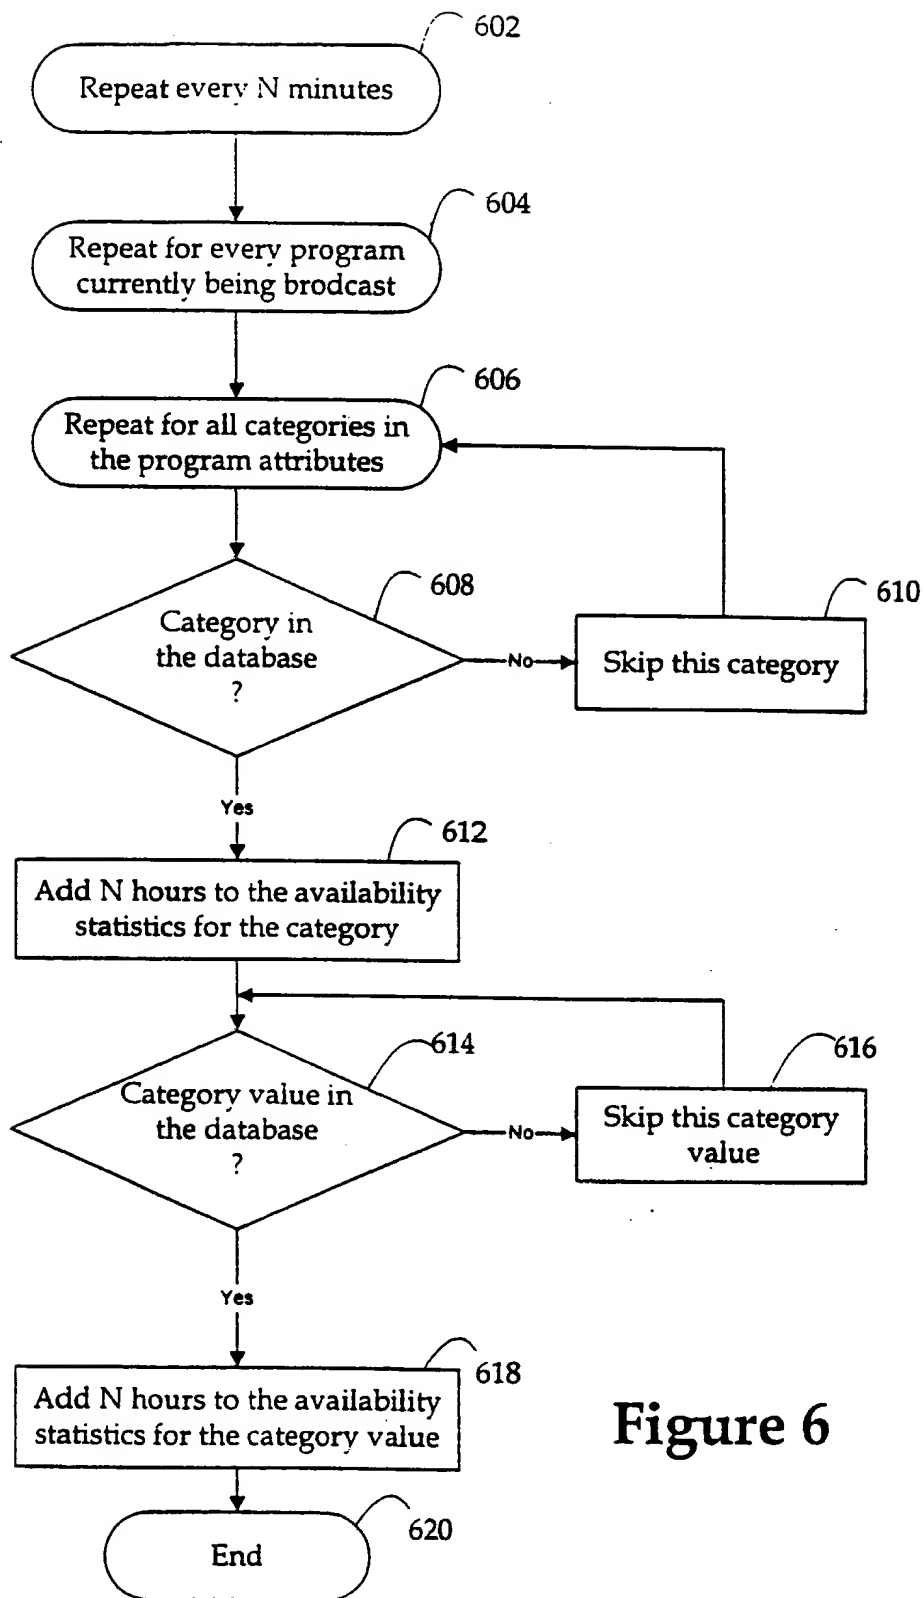 602
Repeat every N minutes
604
Repeat for every program
currently being brodcast
606
Repeat for all categories in
the program attributes
608
Category in
the database
?
No
610
Skip this category
Yes
612
Add N hours to the availability
statistics for the category
614
Category value in
the database
?
No
616
Skip this category
value
Yes
618
Add N hours to the availability
statistics for the category value
Figure 6
620
End